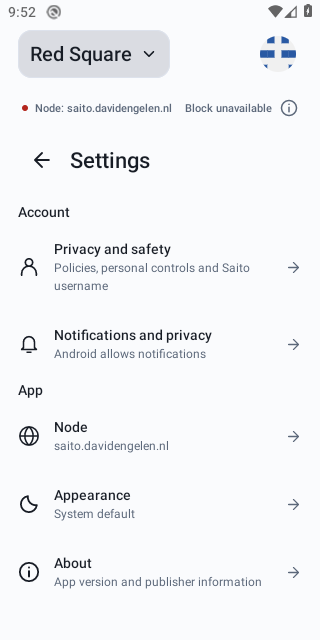 9:52
Red Square
Node: saito.davidengelen.nl Block unavailable
Settings
Account
Privacy and safety
Policies, personal controls and Saito
username
Notifications and privacy
Android allows notifications
App
Node
saito.davidengelen.nl
Appearance
System default
About
App version and publisher information